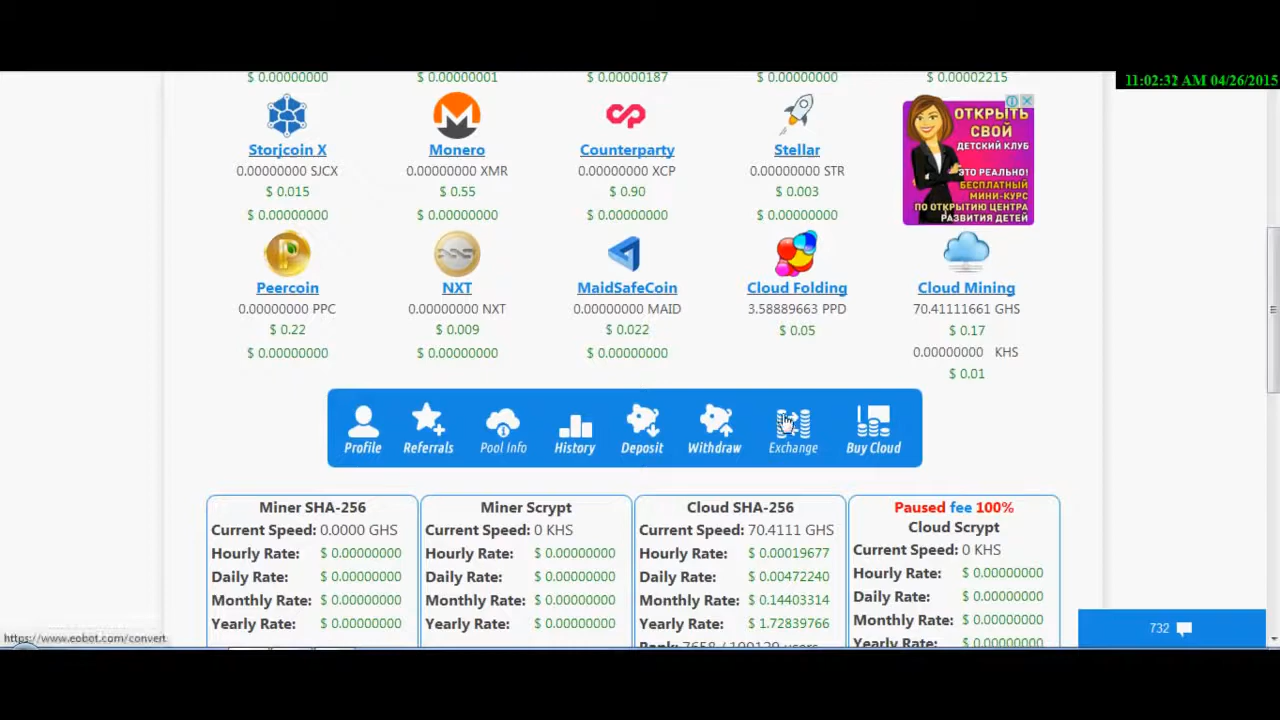 11:02:32 AM 04/26/2015
$ 0.00000000 $ 0.00000001 $ 0.00000187 $ 0.00000000 $ 0.00002215
Storjcoin X Monero Counterparty Stellar
0.00000000 SJCX 0.00000000 XMR 0.00000000 XCP 0.00000000 STR
$ 0.015 $ 0.55 $ 0.90 $ 0.003
$ 0.00000000 $ 0.00000000 $ 0.00000000 $ 0.00000000
ОТКРЫТЬ
СВОЙ
ДЕТСКИЙ КЛУБ
ЭТО РЕАЛЬНО!
БЕСПЛАТНЫЙ
МИНИ-КУРС
ПО ОТКРЫТИЮ ЦЕНТРА
РАЗВИТИЯ ДЕТЕЙ
Peercoin NXT MaidSafeCoin Cloud Folding Cloud Mining
0.00000000 PPC 0.00000000 NXT 0.00000000 MAID 3.58889663 PPD 70.41111661 GHS
$ 0.22 $ 0.009 $ 0.022 $ 0.05 $ 0.17
$ 0.00000000 $ 0.00000000 $ 0.00000000 0.00000000 KHS
$ 0.01
Profile Referrals Pool Info History Deposit Withdraw Exchange Buy Cloud
Miner SHA-256
Current Speed: 0.0000 GHS
Hourly Rate: $ 0.00000000
Daily Rate: $ 0.00000000
Monthly Rate: $ 0.00000000
Yearly Rate: $ 0.00000000
Miner Scrypt
Current Speed: 0 KHS
Hourly Rate: $ 0.00000000
Daily Rate: $ 0.00000000
Monthly Rate: $ 0.00000000
Yearly Rate: $ 0.00000000
Cloud SHA-256
Current Speed: 70.4111 GHS
Hourly Rate: $ 0.00019677
Daily Rate: $ 0.00472240
Monthly Rate: $ 0.14403314
Yearly Rate: $ 1.72839766
Rank: 7658 / 100129 users
Paused fee 100%
Cloud Scrypt
Current Speed: 0 KHS
Hourly Rate: $ 0.00000000
Daily Rate: $ 0.00000000
Monthly Rate: $ 0.00000000
Yearly Rate: $ 0.00000000
https://www.eobot.com/convert
732